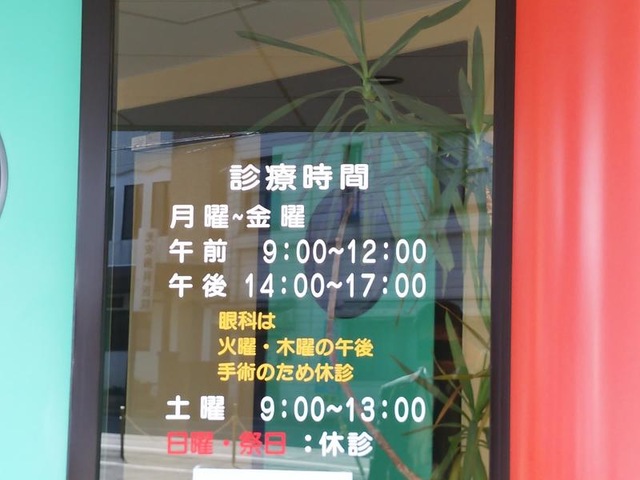 診療時間
月曜~金曜
午前 9:00~12:00
午後 14:00~17:00
眼科は
火曜・木曜の午後
手術のため休診
土曜 9:00~13:00
日曜・祭日：休診